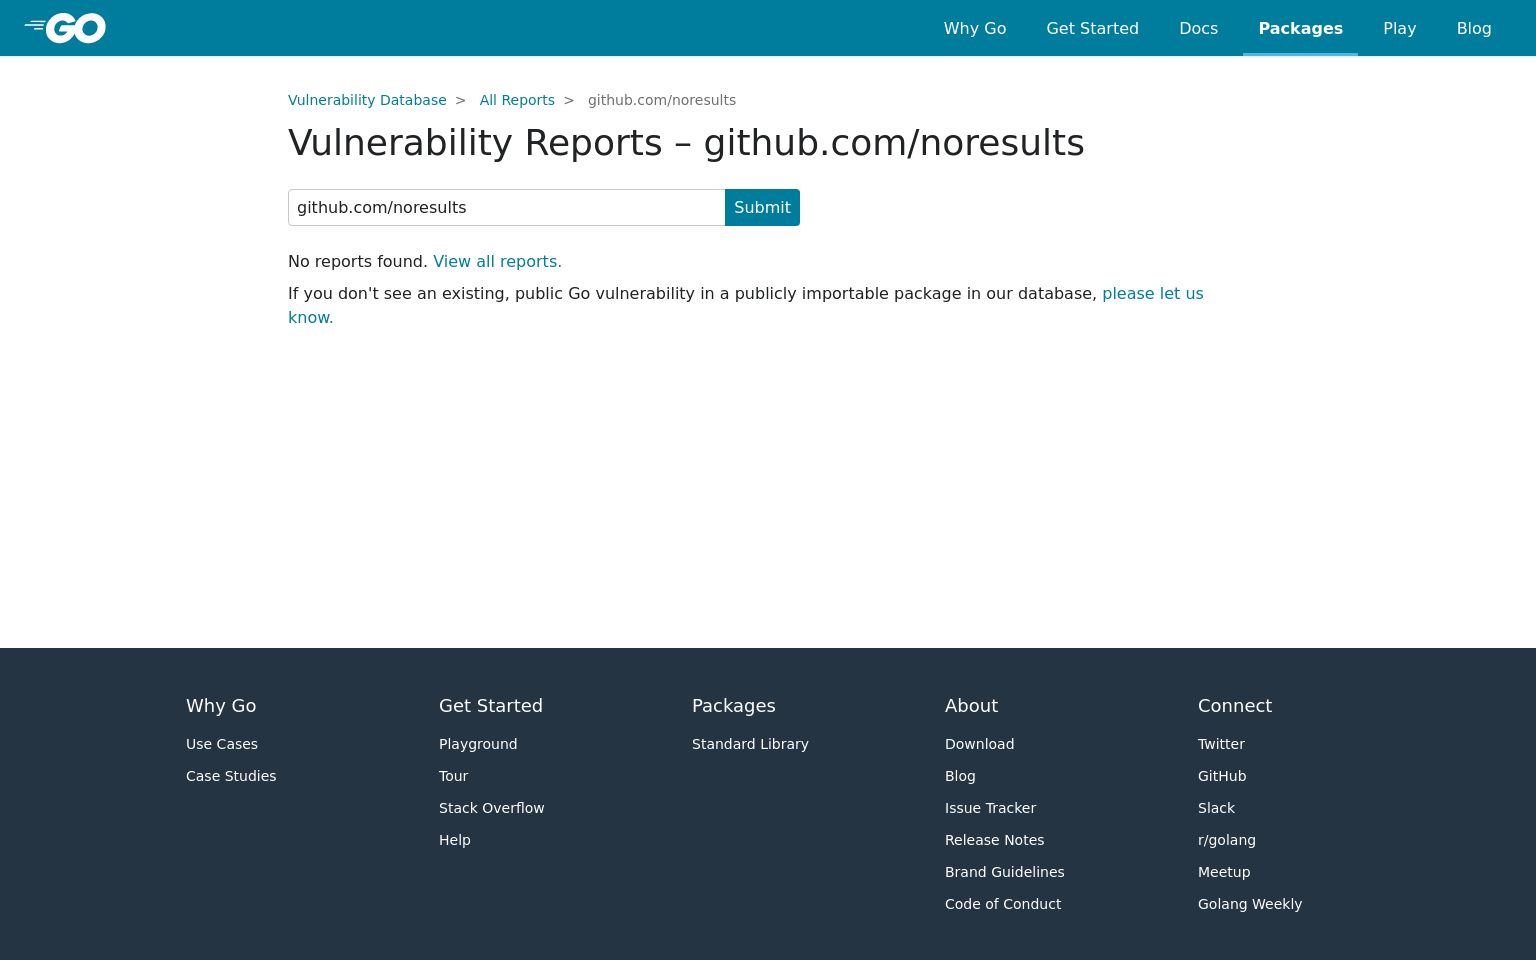 GO
Why Go Get Started Docs Packages Play Blog
Vulnerability Database > All Reports > github.com/noresults
Vulnerability Reports – github.com/noresults
github.com/noresults Submit
No reports found. View all reports.
If you don't see an existing, public Go vulnerability in a publicly importable package in our database, please let us
know.
Why Go
Use Cases
Case Studies
Get Started
Playground
Tour
Stack Overflow
Help
Packages
Standard Library
About
Download
Blog
Issue Tracker
Release Notes
Brand Guidelines
Code of Conduct
Connect
Twitter
GitHub
Slack
r/golang
Meetup
Golang Weekly